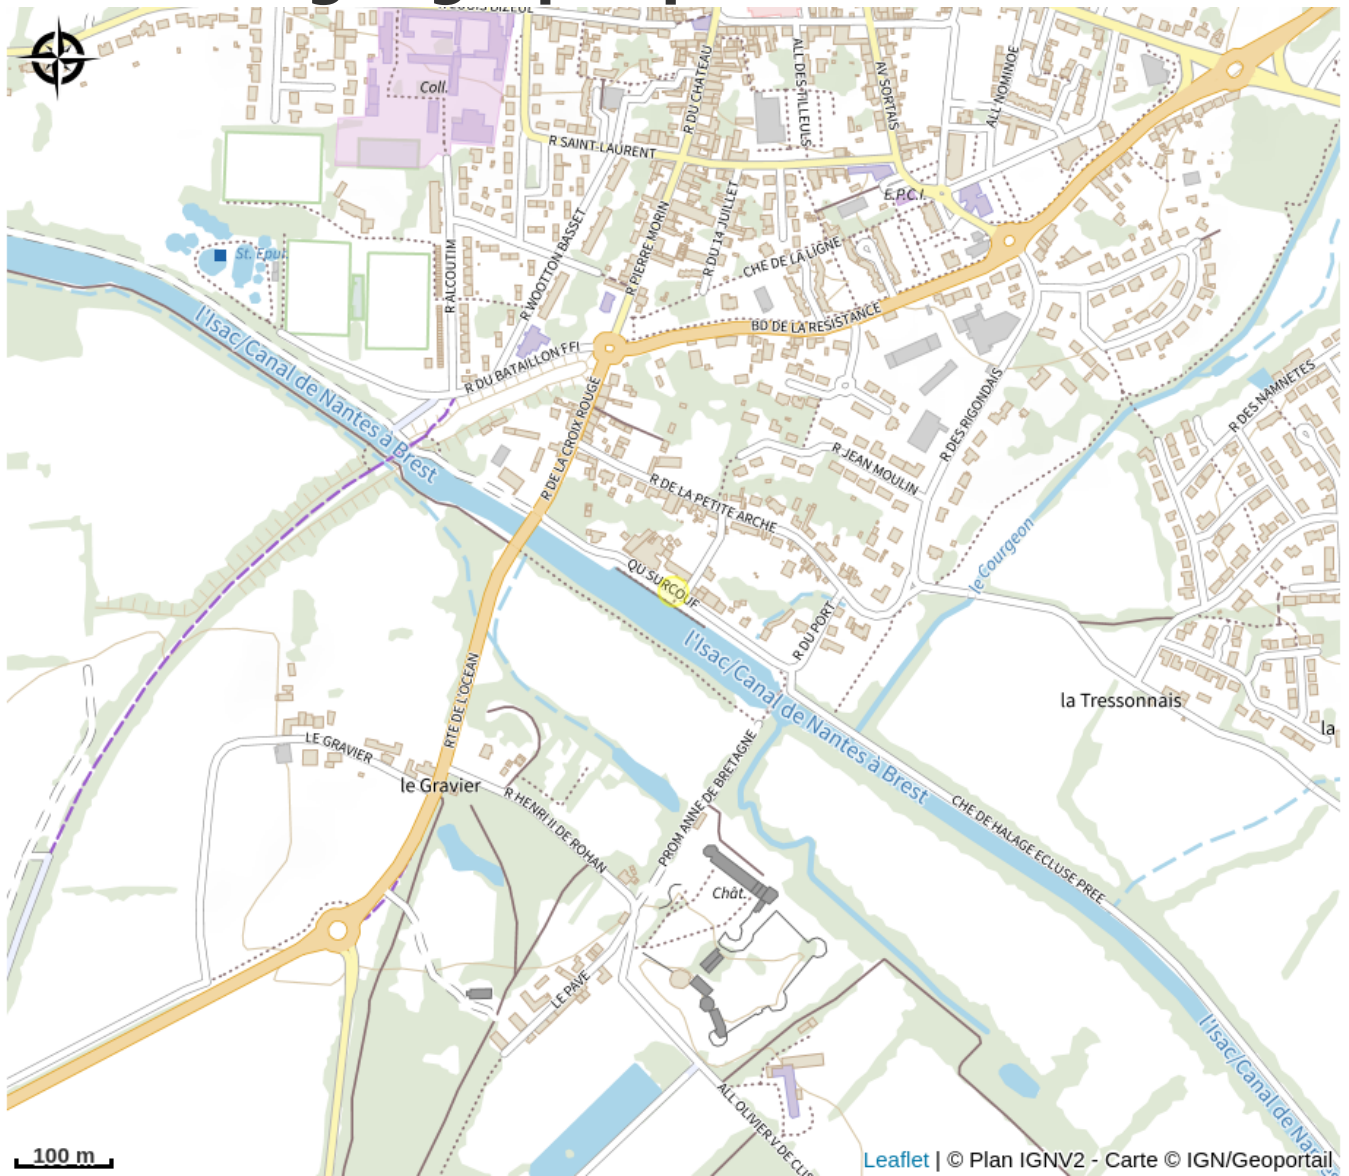 Coll.
R DU CHATEAU
ALL DES TILLEULS
AV SORTAIS
ALL NOMINOE
R SAINT-LAURENT
E.P.C.I.
R ALCOUTIM
R WOOTTON BASSET
R PIERRE MORIN
R DU 14 JUILLET
CHE DE LA LIGNE
St. Epur.
BD DE LA RESISTANCE
l'Isac/Canal de Nantes à Brest
R DU BATAILLON FFI
R DE LA CROIX ROUGE
R DES RIGONDAIS
R DES NAMNETES
R JEAN MOULIN
R DE LA PETITE ARCHE
le Courgeon
QU SURCOUF
R DU PORT
l'Isac/Canal de Nantes à Brest
RTE DE L'OCEAN
la Tressonnais
la
LE GRAVIER
le Gravier
R HENRI II DE ROHAN
PROM ANNE DE BRETAGNE
CHE DE HALAGE ECLUSE PREE
Chât.
LE PAVE
l'Isac/Canal de Nantes
ALL OLIVIER V DE CLIS
100 m
Leaflet | © Plan IGNV2 - Carte © IGN/Geoportail